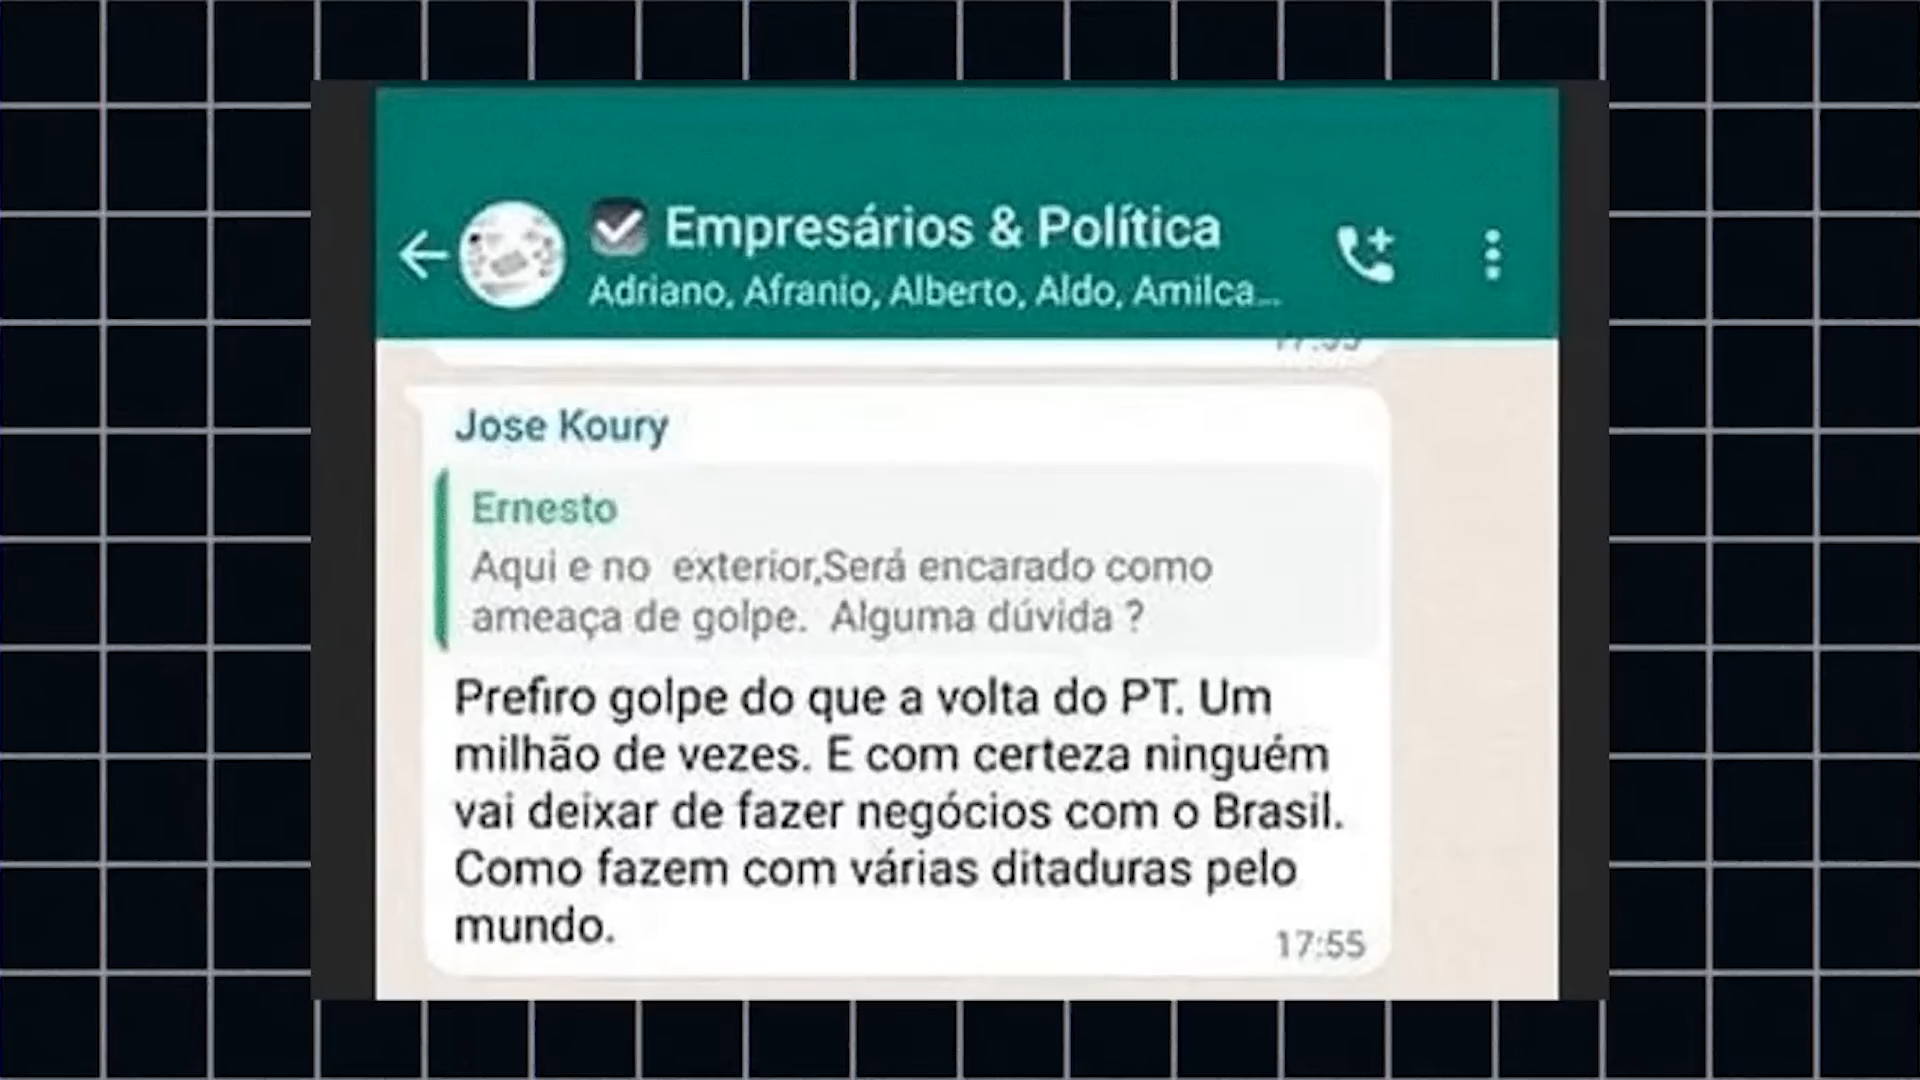 Empresários & Política
Adriano, Afranio, Alberto, Aldo, Amilca...
Jose Koury
Ernesto
Aqui e no  exterior,Será encarado como
ameaça de golpe.  Alguma dúvida ?
Prefiro golpe do que a volta do PT. Um
milhão de vezes. E com certeza ninguém
vai deixar de fazer negócios com o Brasil.
Como fazem com várias ditaduras pelo
mundo.
17:55